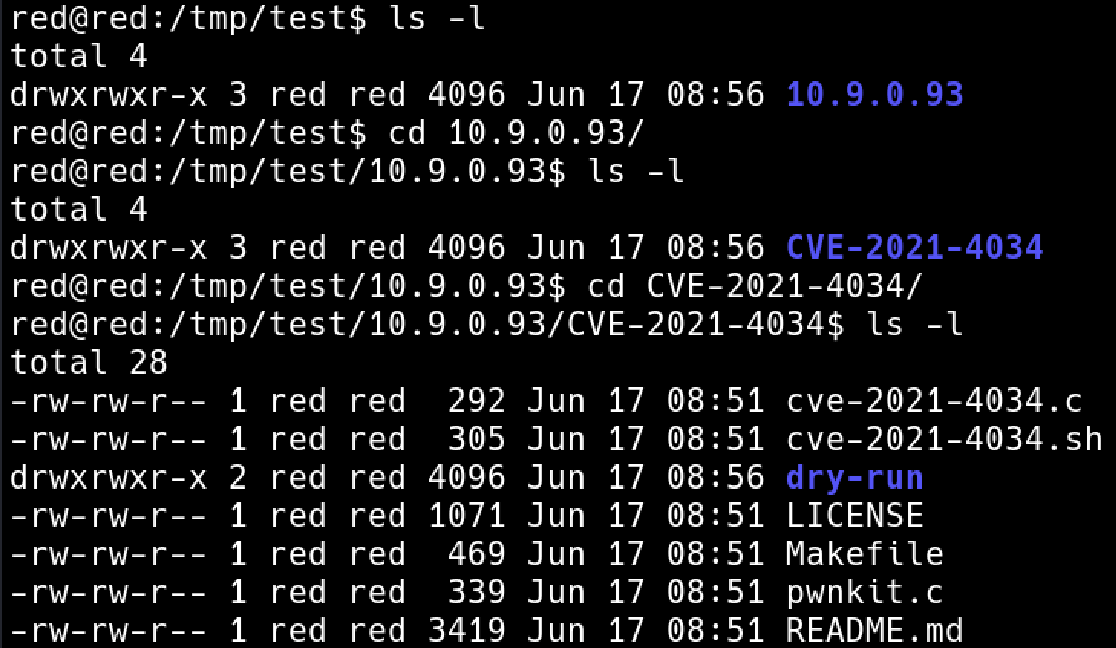 red@red:/tmp/test$ ls -l
total 4
drwxrwxr-x 3 red red 4096 Jun 17 08:56 10.9.0.93
red@red:/tmp/test$ cd 10.9.0.93/
red@red:/tmp/test/10.9.0.93$ ls -l
total 4
drwxrwxr-x 3 red red 4096 Jun 17 08:56 CVE-2021-4034
red@red:/tmp/test/10.9.0.93$ cd CVE-2021-4034/
red@red:/tmp/test/10.9.0.93/CVE-2021-4034$ ls -l
total 28
-rw-rw-r-- 1 red red  292 Jun 17 08:51 cve-2021-4034.c
-rw-rw-r-- 1 red red  305 Jun 17 08:51 cve-2021-4034.sh
drwxrwxr-x 2 red red 4096 Jun 17 08:56 dry-run
-rw-rw-r-- 1 red red 1071 Jun 17 08:51 LICENSE
-rw-rw-r-- 1 red red  469 Jun 17 08:51 Makefile
-rw-rw-r-- 1 red red  339 Jun 17 08:51 pwnkit.c
-rw-rw-r-- 1 red red 3419 Jun 17 08:51 README.md